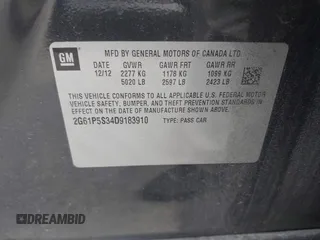 GM
MFD BY GENERAL MOTORS OF CANADA LTD.
DATE GVWR GAWR FRT GAWR RR
12/12 2277 KG 1178 KG 1099 KG
5020 LB 2597 LB 2423 LB
THIS VEHICLE CONFORMS TO ALL APPLICABLE U.S. FEDERAL MOTOR
VEHICLE SAFETY, BUMPER, AND THEFT PREVENTION STANDARDS IN
EFFECT ON THE DATE OF MANUFACTURE SHOWN ABOVE.
2G61P5S34D9183910
TYPE: PASS CAR
DREAMBID